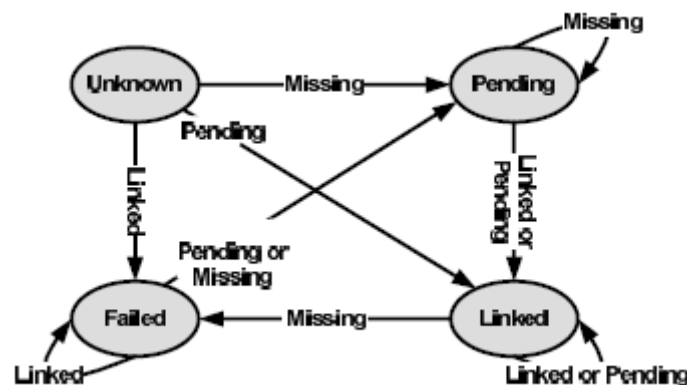 Missing
Unknown
Missing
Pending
Pending
Linked
Linked or
Pending
Pending or
Missing
Failed
Missing
Linked
Linked
Linked or Pending